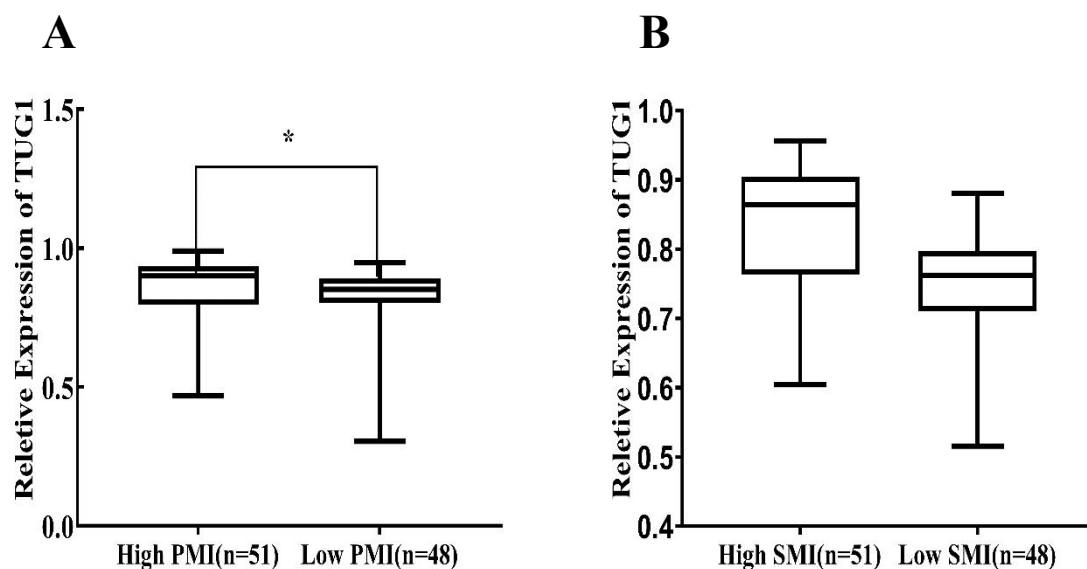 A
Reletive Expression of TUG1
1.5
1.0
0.5
0.0
*
High PMI(n=51) Low PMI(n=48)
B
Reletive Expression of TUG1
1.0
0.9
0.8
0.7
0.6
0.5
0.4
High SMI(n=51) Low SMI(n=48)